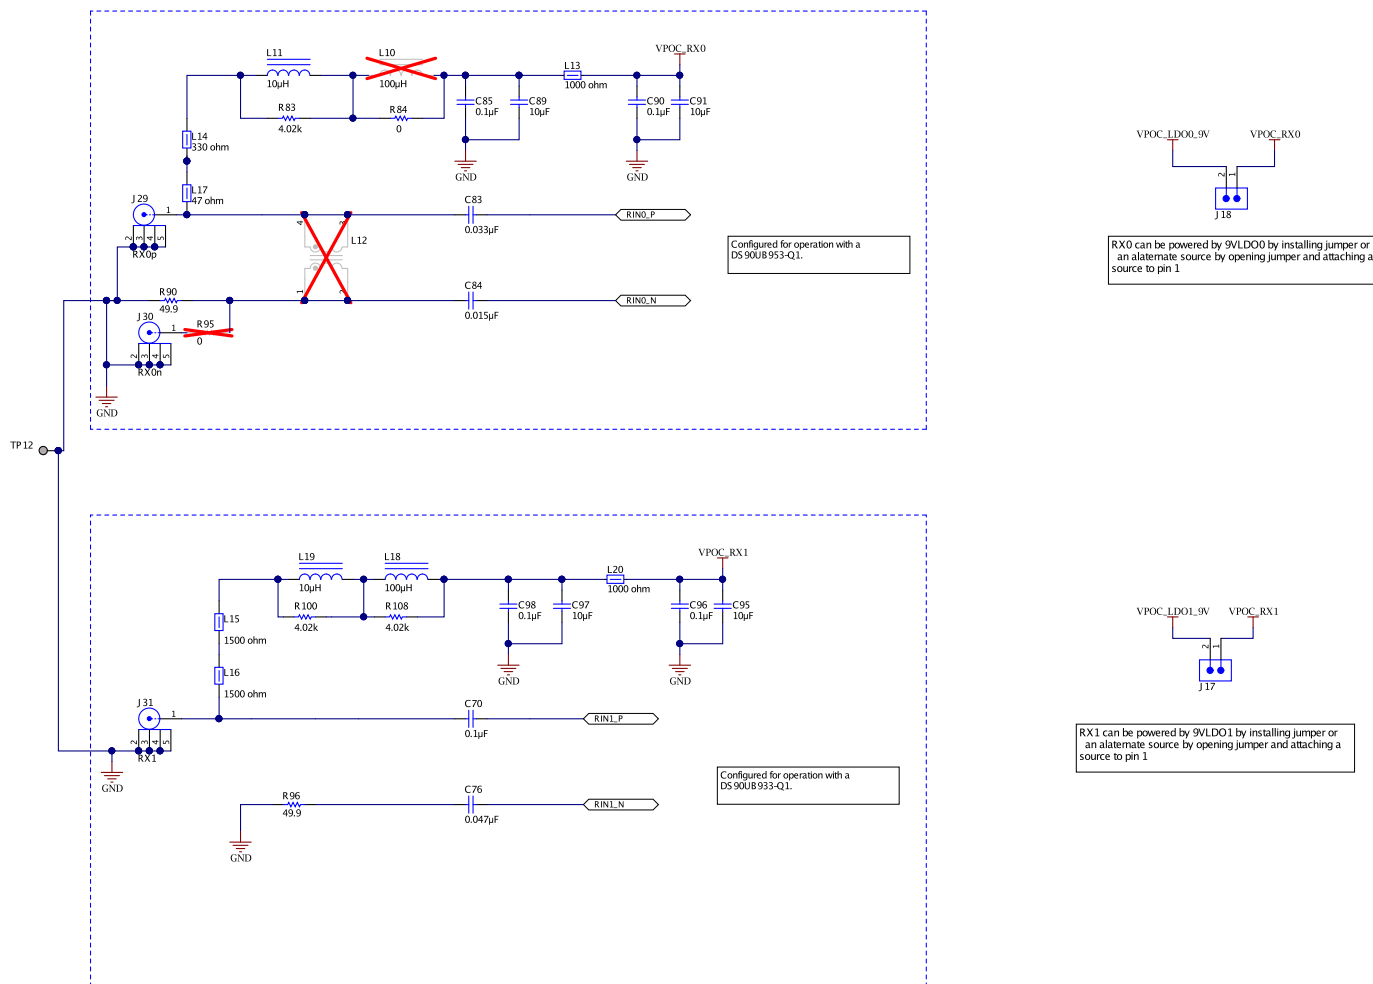 VPOC_RX0
L11
L10
L13
10µH
100µH
1000 ohm
C85
0.1µF
C89
10µF
C90
0.1µF
C91
10µF
R83
4.02k
R84
0
L14
330 ohm
GND
GND
L17
47 ohm
J29
1
2
3
4
5
RX0p
C83
0.033µF
RIN0_P
4
3
L12
1
2
Configured for operation with a
DS90UB953-Q1.
R90
49.9
C84
0.015µF
RIN0_N
J30
1
R95
0
2
3
4
5
RX0n
GND
VPOC_LDO0_9V
VPOC_RX0
2
1
J18
RX0 can be powered by 9VLDO0 by installing jumper or
an alaternate source by opening jumper and attaching a
source to pin 1
TP12
VPOC_RX1
L19
L18
L20
10µH
100µH
1000 ohm
R100
4.02k
R108
4.02k
C98
0.1µF
C97
10µF
C96
0.1µF
C95
10µF
L15
1500 ohm
GND
GND
L16
1500 ohm
J31
1
2
3
4
5
RX1
GND
C70
0.1µF
RIN1_P
R96
49.9
C76
0.047µF
RIN1_N
GND
Configured for operation with a
DS90UB933-Q1.
VPOC_LDO1_9V
VPOC_RX1
2
1
J17
RX1 can be powered by 9VLDO1 by installing jumper or
an alaternate source by opening jumper and attaching a
source to pin 1